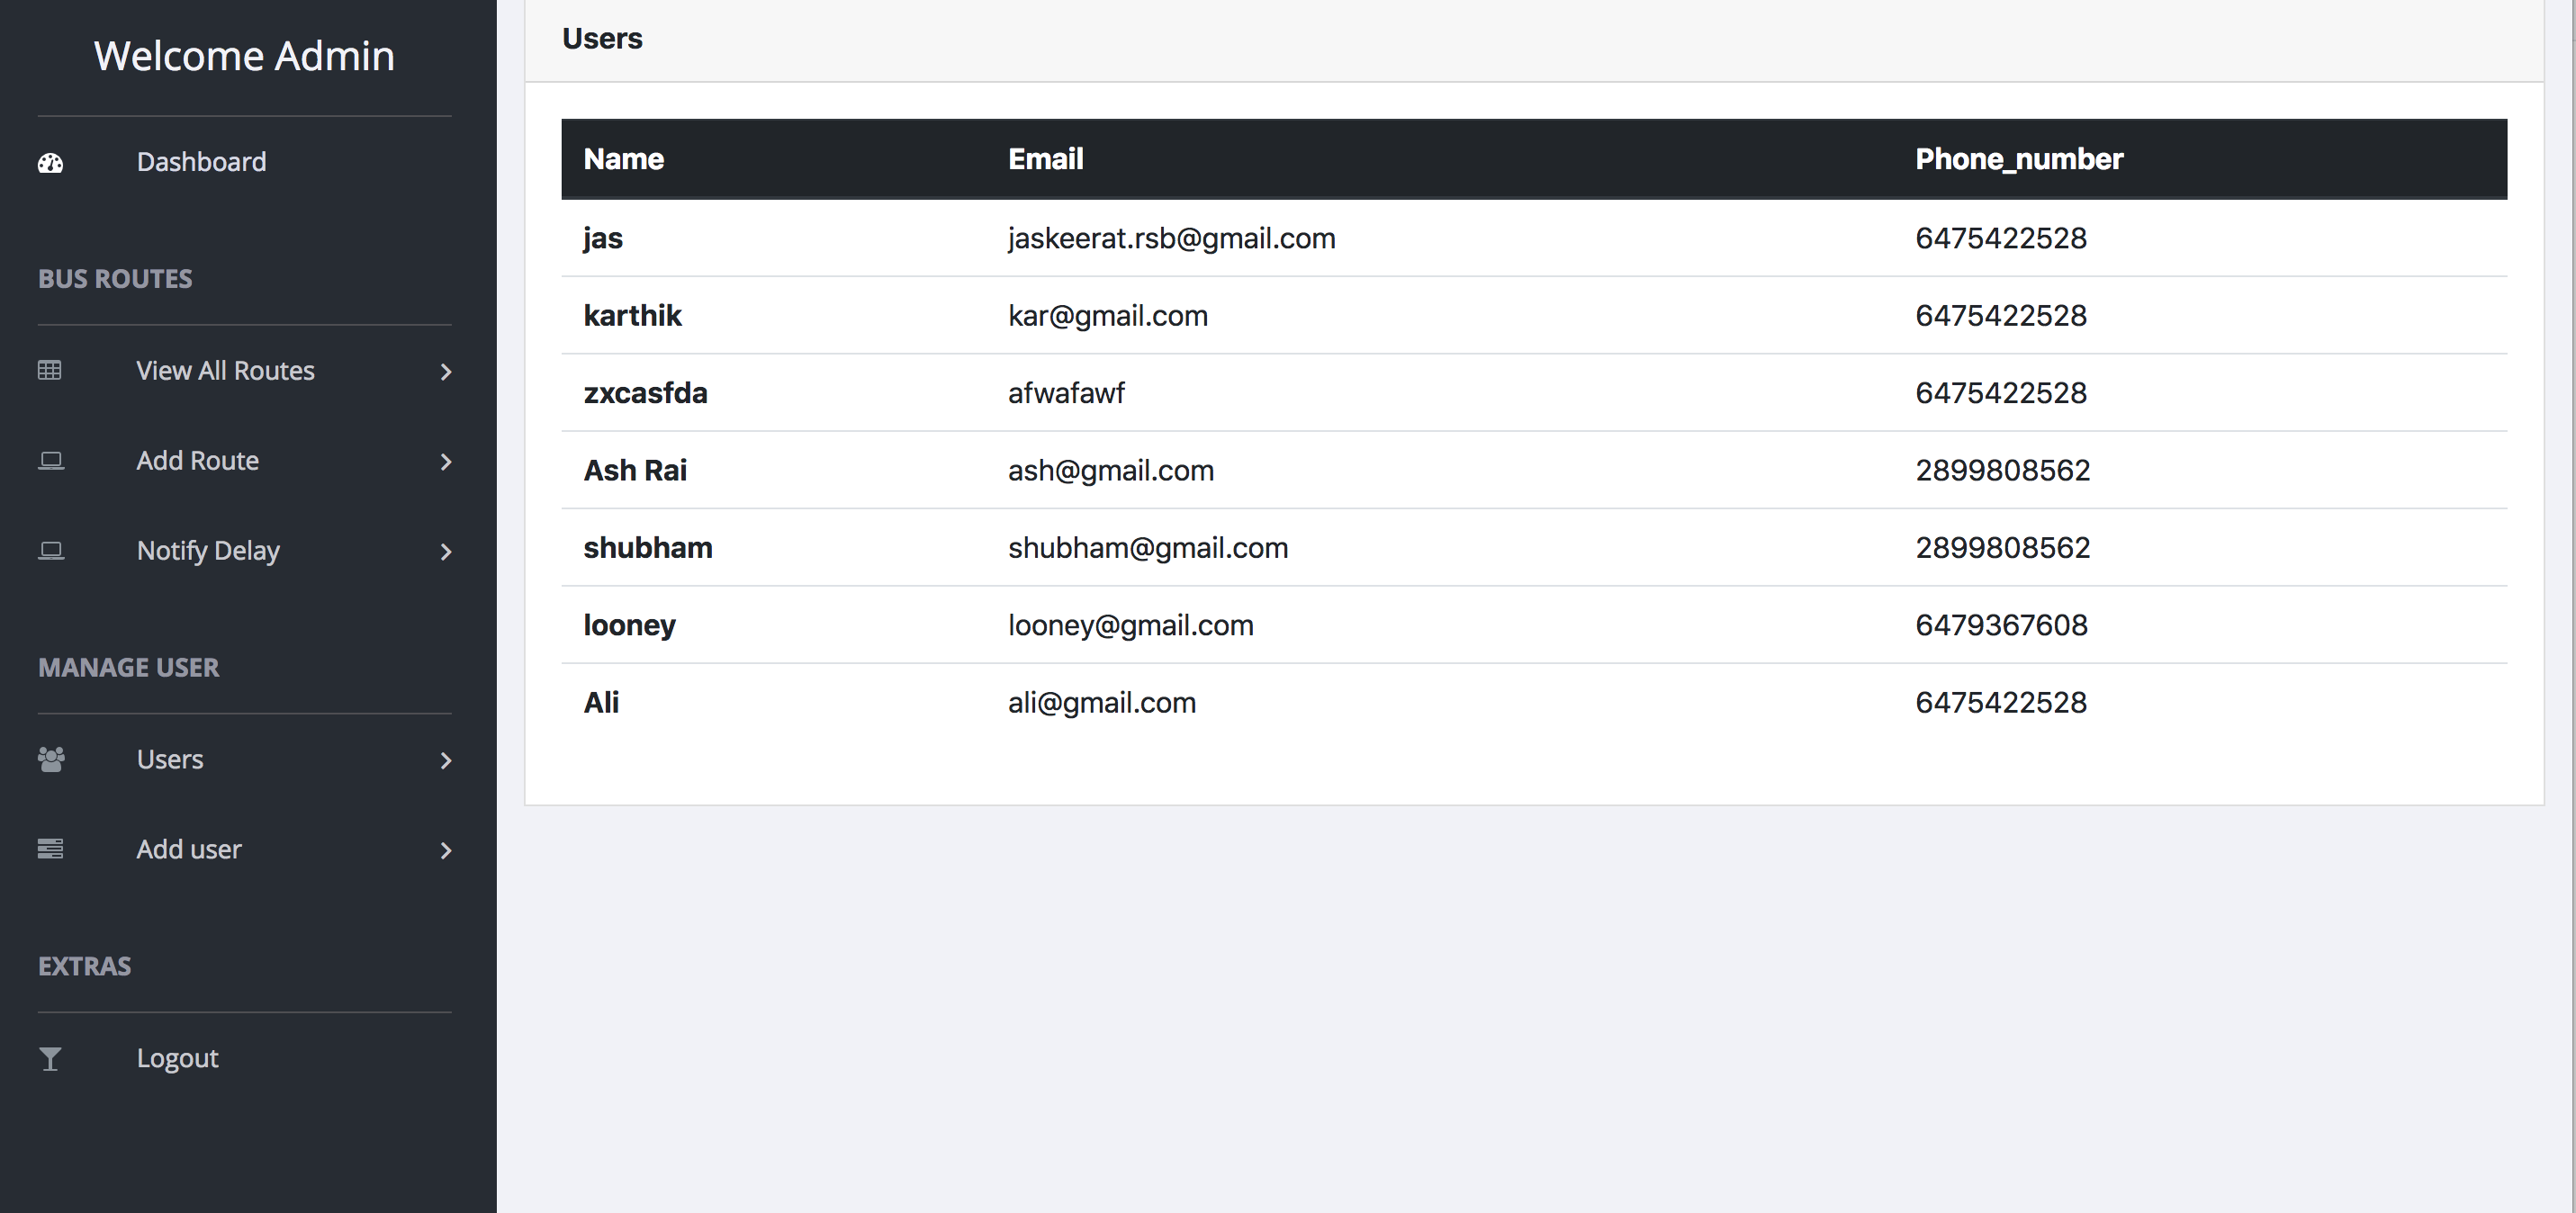 Welcome Admin
Dashboard
BUS ROUTES
View All Routes
Add Route
Notify Delay
MANAGE USER
Users
Add user
EXTRAS
Logout
Users
Name Email Phone_number
jas jaskeerat.rsb@gmail.com 6475422528
karthik kar@gmail.com 6475422528
zxcasfda afwafawf 6475422528
Ash Rai ash@gmail.com 2899808562
shubham shubham@gmail.com 2899808562
looney looney@gmail.com 6479367608
Ali ali@gmail.com 6475422528